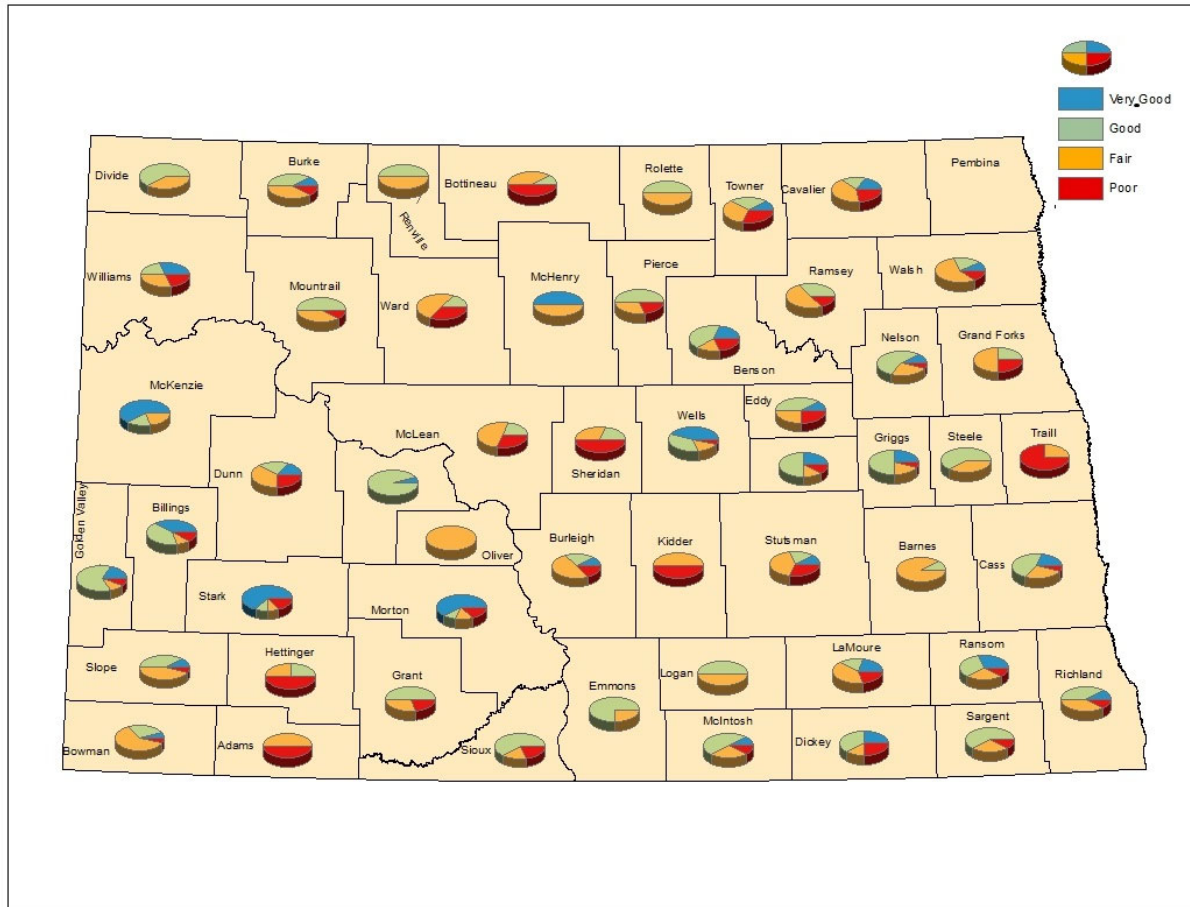 Very Good
Good
Fair
Poor
Divide
Burke
Renville
Bottineau
Rolette
Towner
Cavalier
Pembina
Williams
Mountrail
Ward
McHenry
Pierce
Ramsey
Walsh
Benson
Nelson
Grand Forks
McKenzie
Dunn
McLean
Sheridan
Wells
Eddy
Griggs
Steele
Traill
Golden Valley
Billings
Oliver
Burleigh
Kidder
Stutsman
Barnes
Cass
Stark
Morton
Slope
Hettinger
Grant
Emmons
Logan
LaMoure
Ransom
Richland
Bowman
Adams
Sioux
McIntosh
Dickey
Sargent